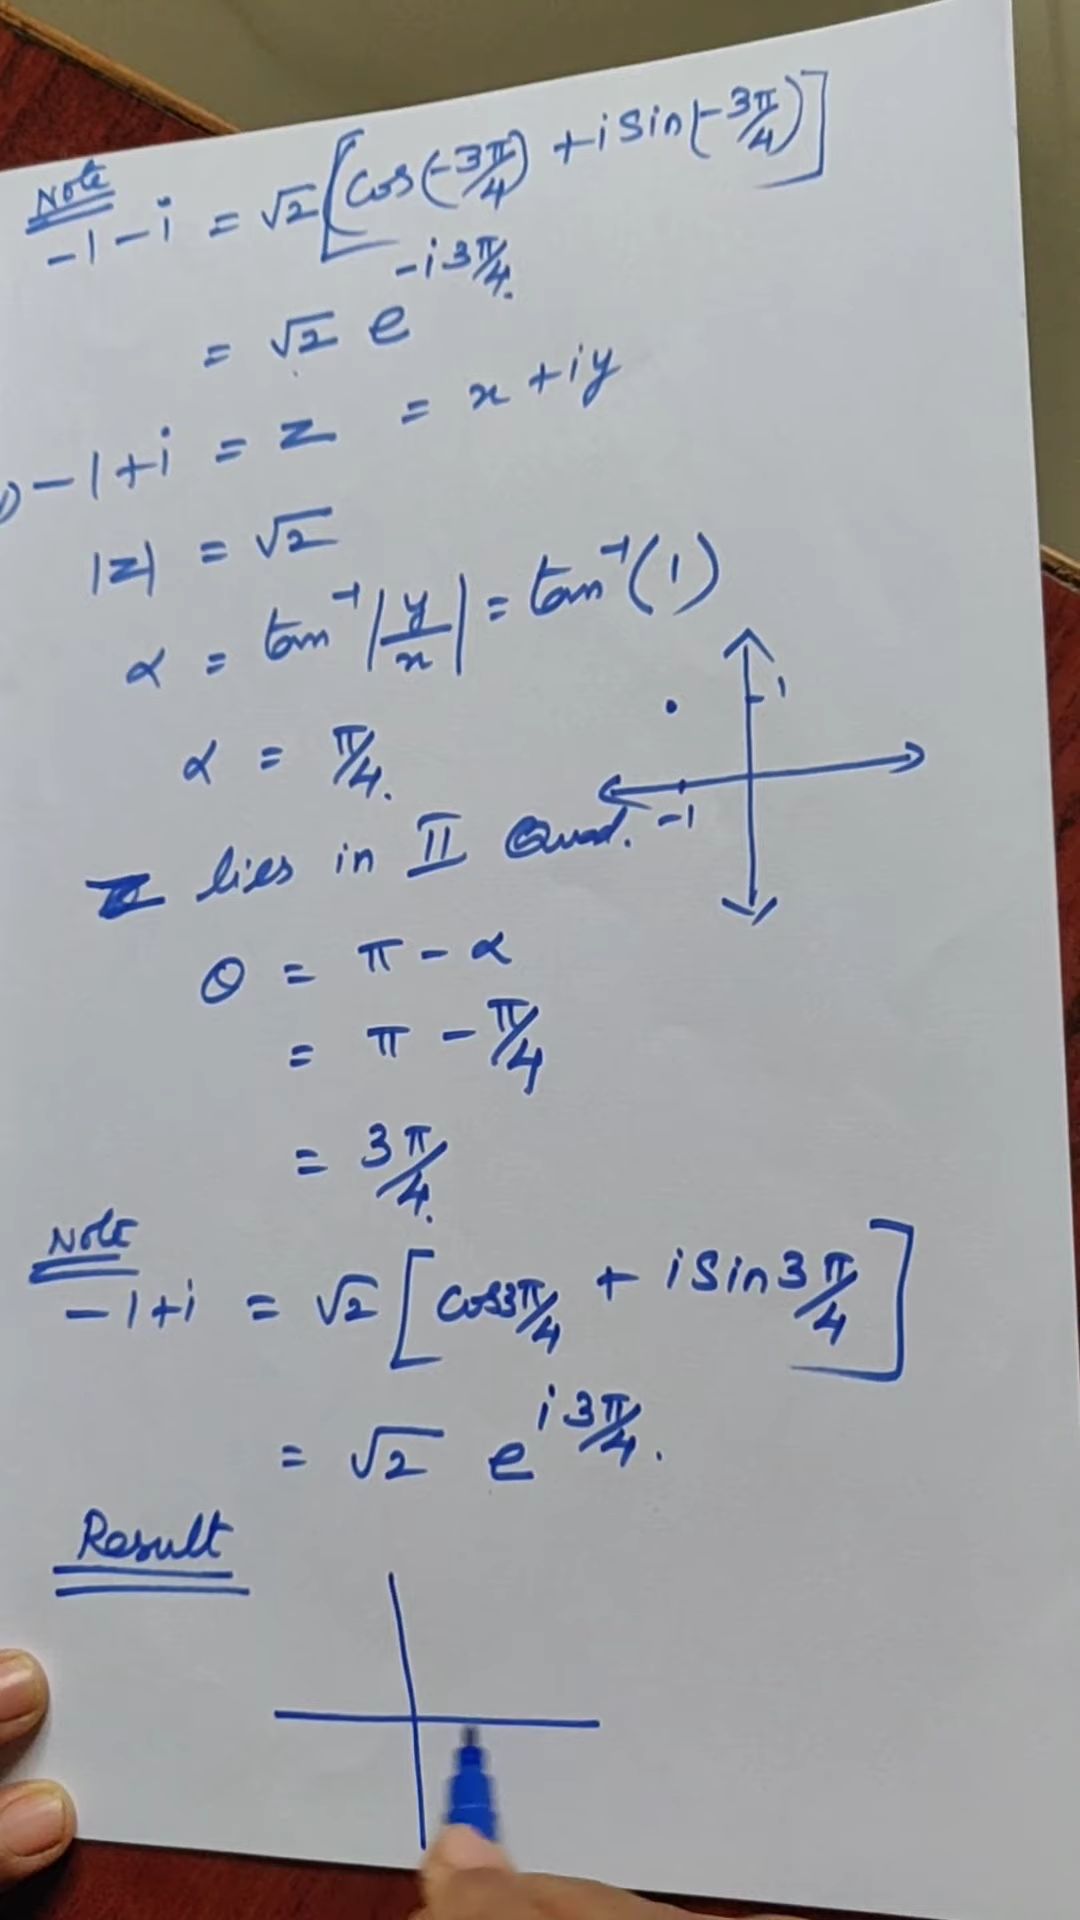 Note
-1-i = √2[cos(-3π/4) + i sin(-3π/4)]
= √2 e^{-i3π/4}.
) -1+i = z = x+iy
|z| = √2
α = tan⁻¹|y/x| = tan⁻¹(1)
1
α = π/4.
-1
z lies in II Quad.
θ = π-α
= π-π/4
= 3π/4.
Note
-1+i = √2[cos3π/4 + i sin3π/4]
= √2 e^{i3π/4}.
Result